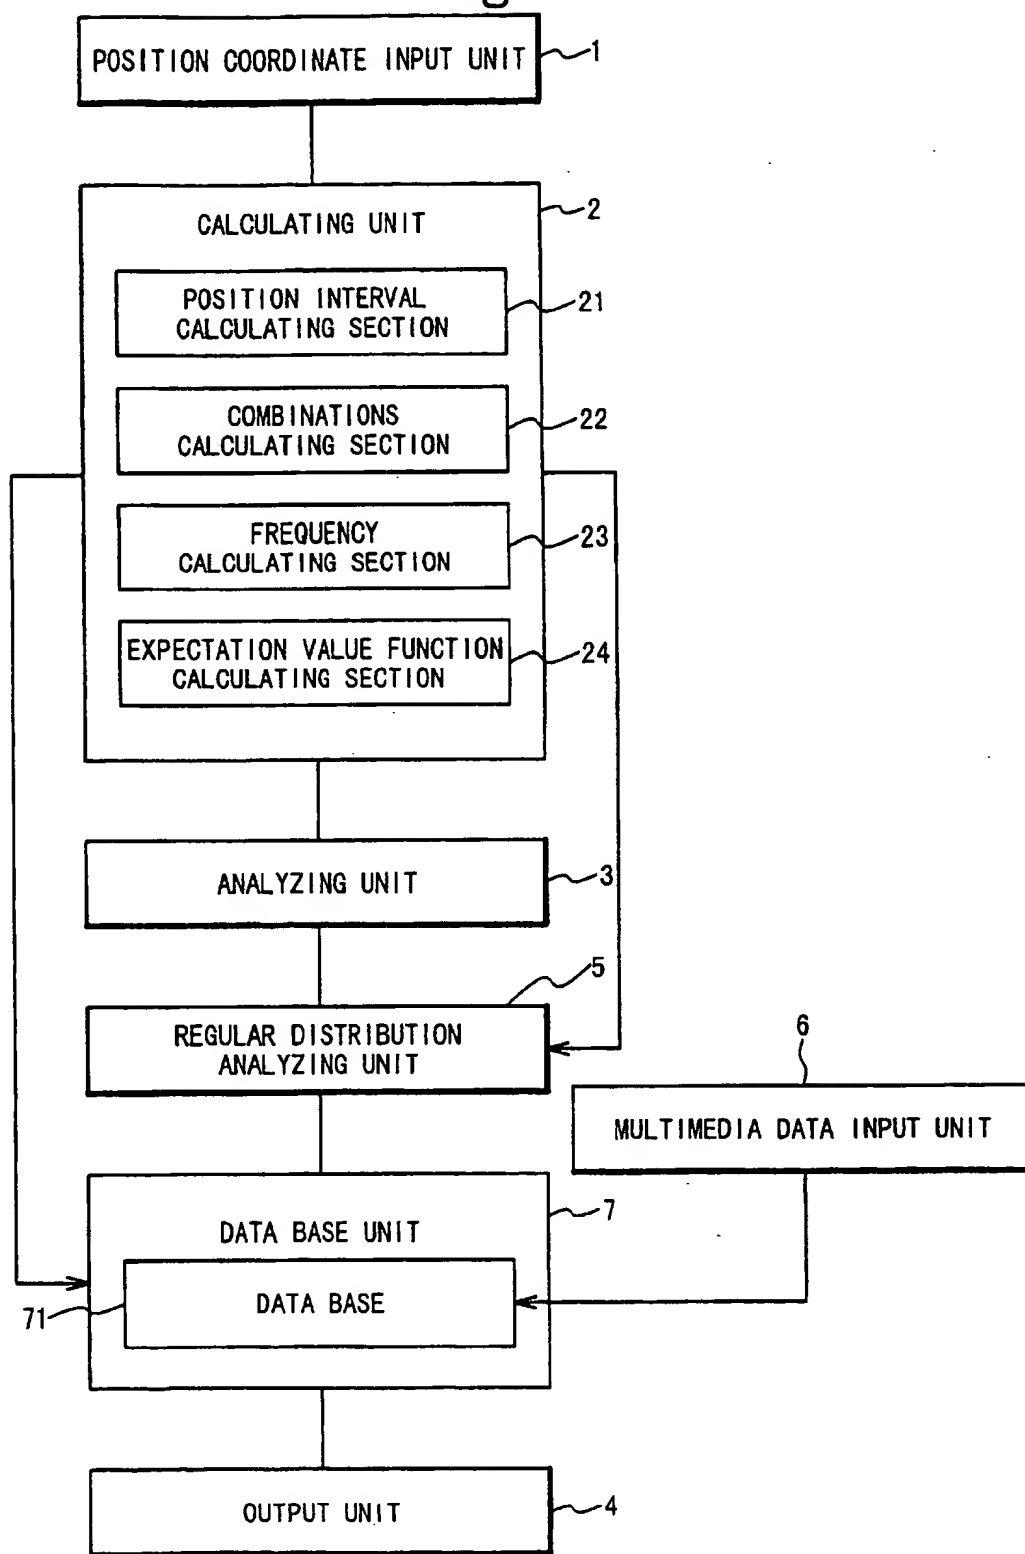 POSITION COORDINATE INPUT UNIT
1
CALCULATING UNIT
2
POSITION INTERVAL
CALCULATING SECTION
21
COMBINATIONS
CALCULATING SECTION
22
FREQUENCY
CALCULATING SECTION
23
EXPECTATION VALUE FUNCTION
CALCULATING SECTION
24
ANALYZING UNIT
3
5
REGULAR DISTRIBUTION
ANALYZING UNIT
6
MULTIMEDIA DATA INPUT UNIT
DATA BASE UNIT
7
DATA BASE
71
OUTPUT UNIT
4